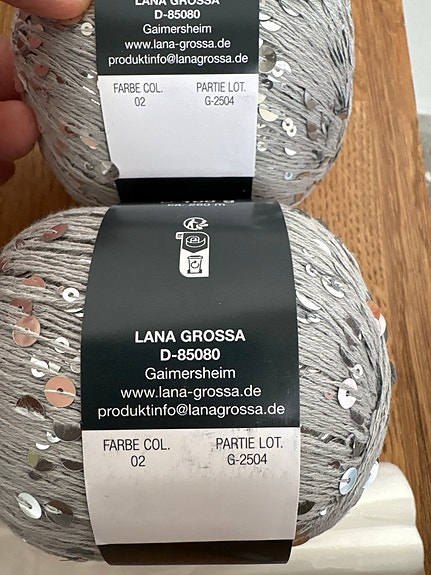 LANA GROSSA
D-85080
Gaimersheim
www.lana-grossa.de
produktinfo@lanagrossa.de
FARBE COL. PARTIE LOT.
02 G-2504
LANA GROSSA
D-85080
Gaimersheim
www.lana-grossa.de
produktinfo@lanagrossa.de
FARBE COL. PARTIE LOT.
02 G-2504